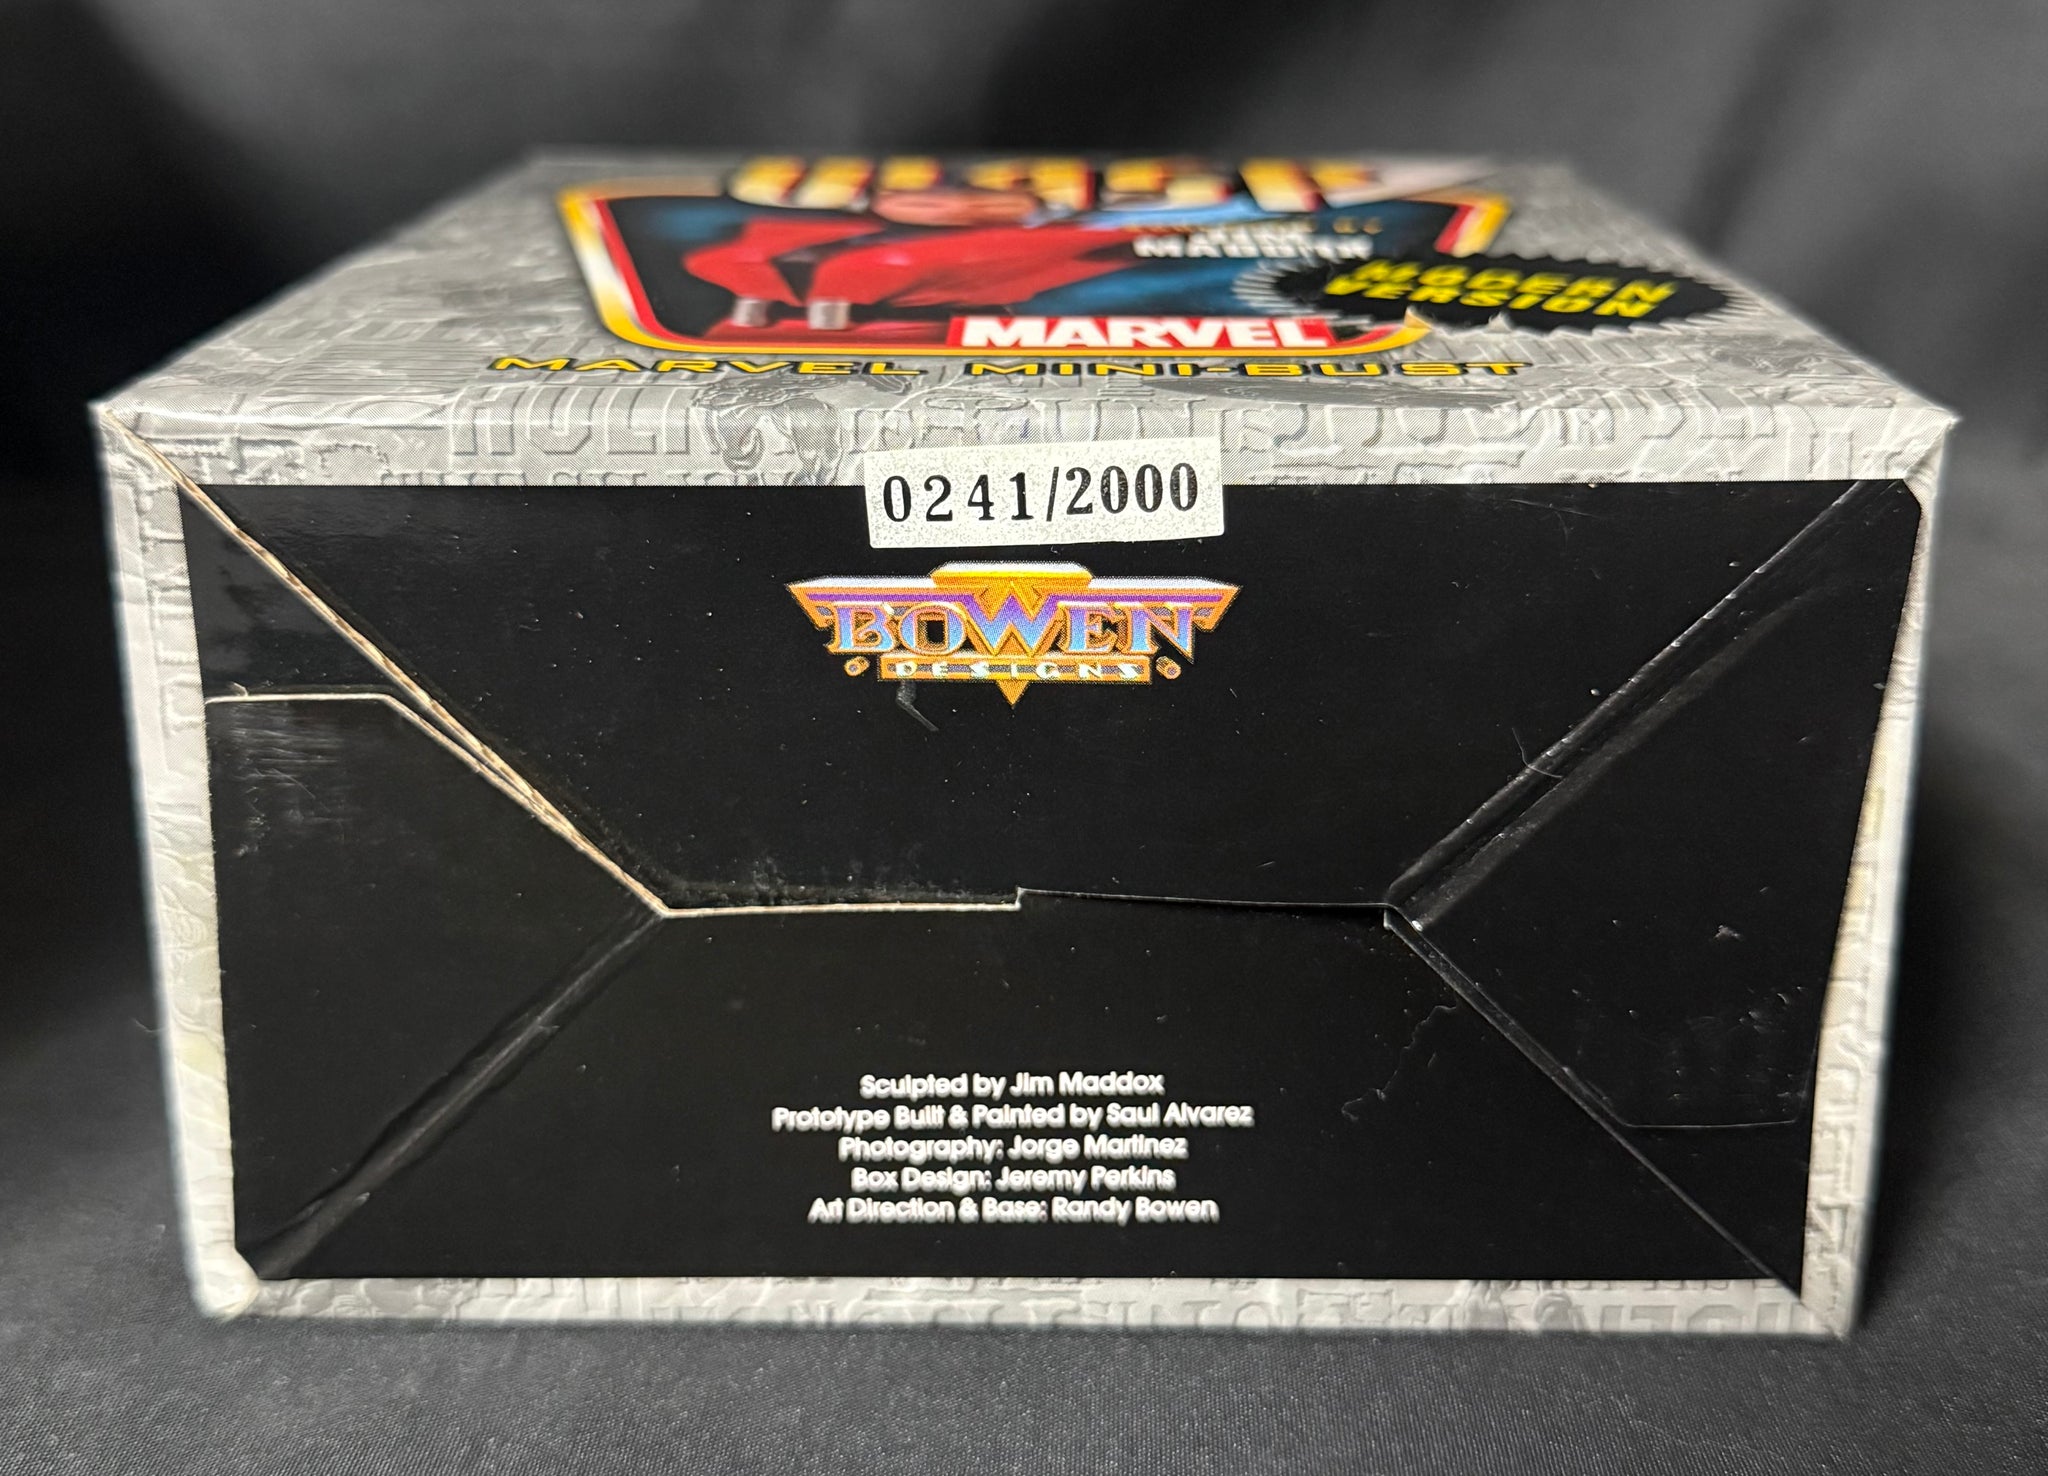 MADDOX
MODERN
VERSION
MARVEL
MARVEL MINI-BUST
0241/2000
BOWEN
DESIGNS
Sculpted by Jim Maddox
Prototype Built & Painted by Saul Alvarez
Photography: Jorge Martinez
Box Design: Jeremy Perkins
Art Direction & Base: Randy Bowen